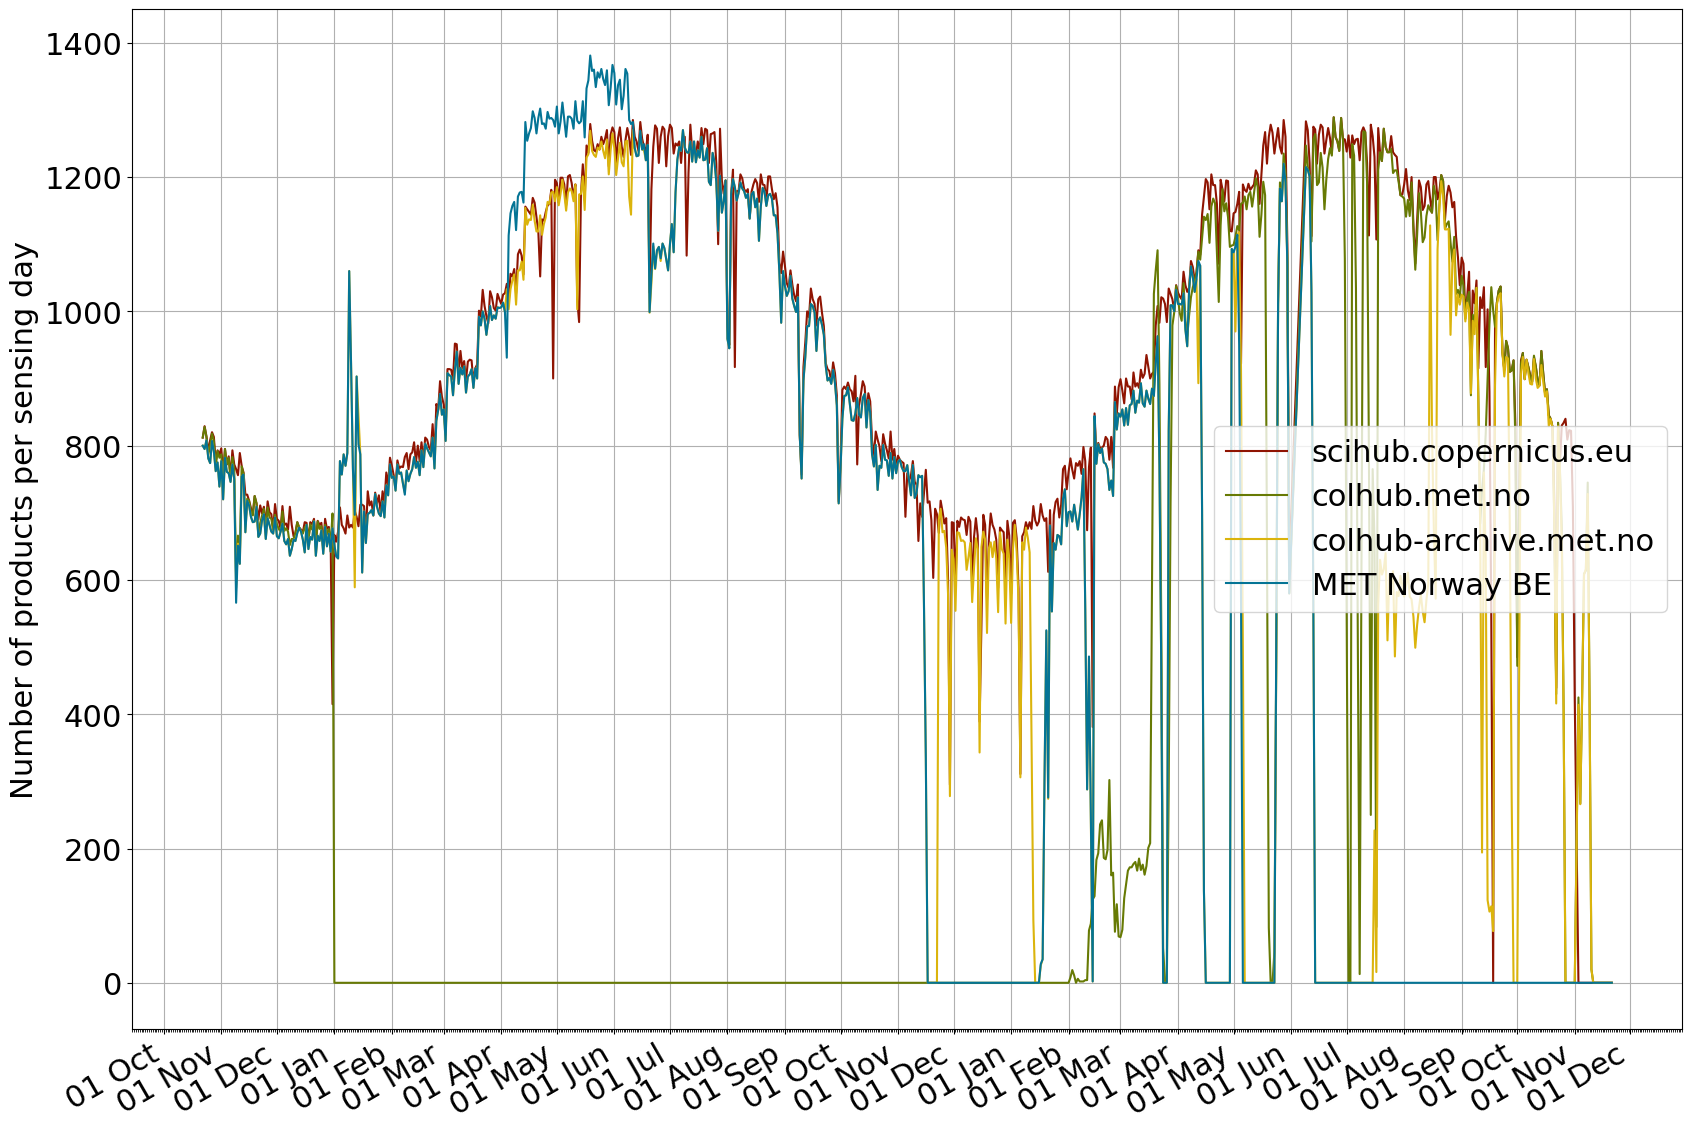 Number of products per sensing day
1400
1200
1000
800
600
400
200
0
scihub.copernicus.eu
colhub.met.no
colhub-archive.met.no
MET Norway BE
01 Oct
01 Nov
01 Dec
01 Jan
01 Feb
01 Mar
01 Apr
01 May
01 Jun
01 Jul
01 Aug
01 Sep
01 Oct
01 Nov
01 Dec
01 Jan
01 Feb
01 Mar
01 Apr
01 May
01 Jun
01 Jul
01 Aug
01 Sep
01 Oct
01 Nov
01 Dec